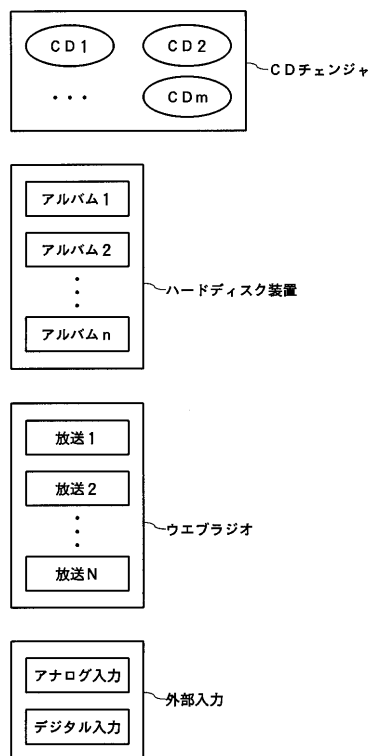 CD1 CD2
CDチェンジャ
・・・ CDm
アルバム1
アルバム2
アルバムn
ハードディスク装置
放送1
放送2
放送N
ウエブラジオ
アナログ入力
デジタル入力
外部入力